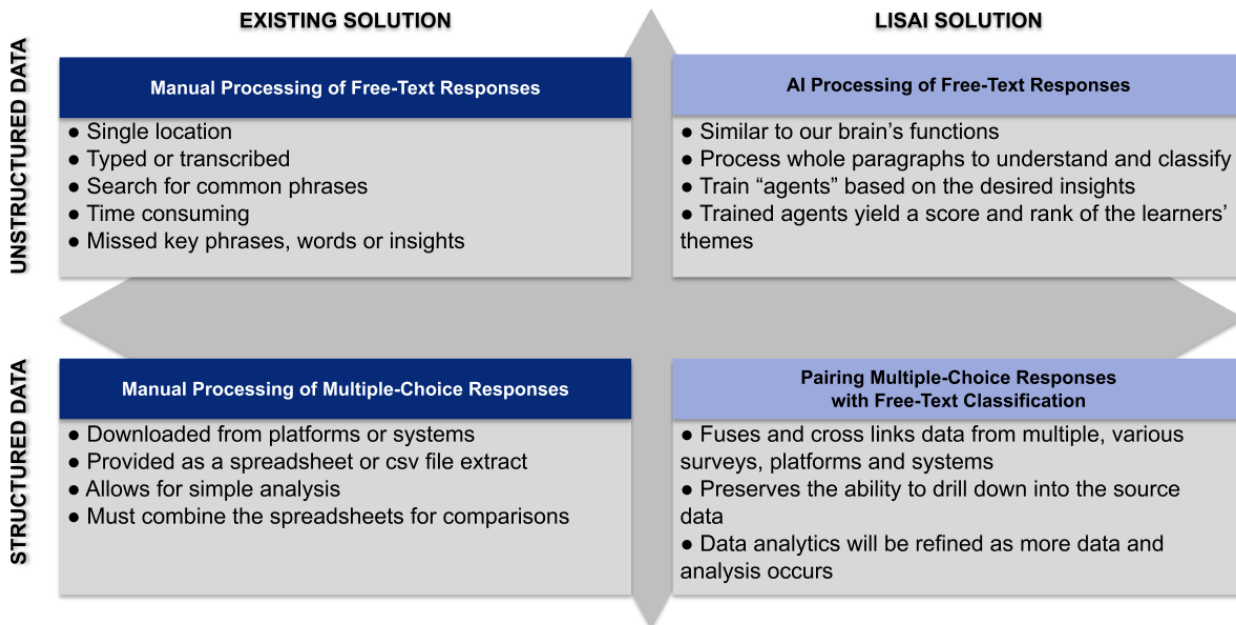 EXISTING SOLUTION
LISAI SOLUTION
UNSTRUCTURED DATA
Manual Processing of Free-Text Responses
● Single location
● Typed or transcribed
● Search for common phrases
● Time consuming
● Missed key phrases, words or insights
AI Processing of Free-Text Responses
● Similar to our brain’s functions
● Process whole paragraphs to understand and classify
● Train “agents” based on the desired insights
● Trained agents yield a score and rank of the learners’
themes
STRUCTURED DATA
Manual Processing of Multiple-Choice Responses
● Downloaded from platforms or systems
● Provided as a spreadsheet or csv file extract
● Allows for simple analysis
● Must combine the spreadsheets for comparisons
Pairing Multiple-Choice Responses
with Free-Text Classification
● Fuses and cross links data from multiple, various
surveys, platforms and systems
● Preserves the ability to drill down into the source
data
● Data analytics will be refined as more data and
analysis occurs